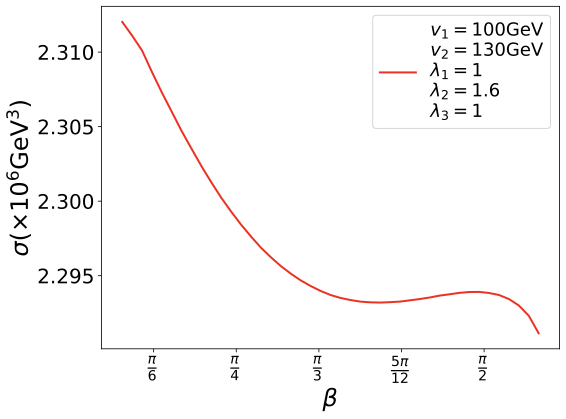 v₁ = 100GeV
v₂ = 130GeV
λ₁ = 1
λ₂ = 1.6
λ₃ = 1
σ(×10⁶GeV³)
2.310
2.305
2.300
2.295
π/6 π/4 π/3 5π/12 π/2
β